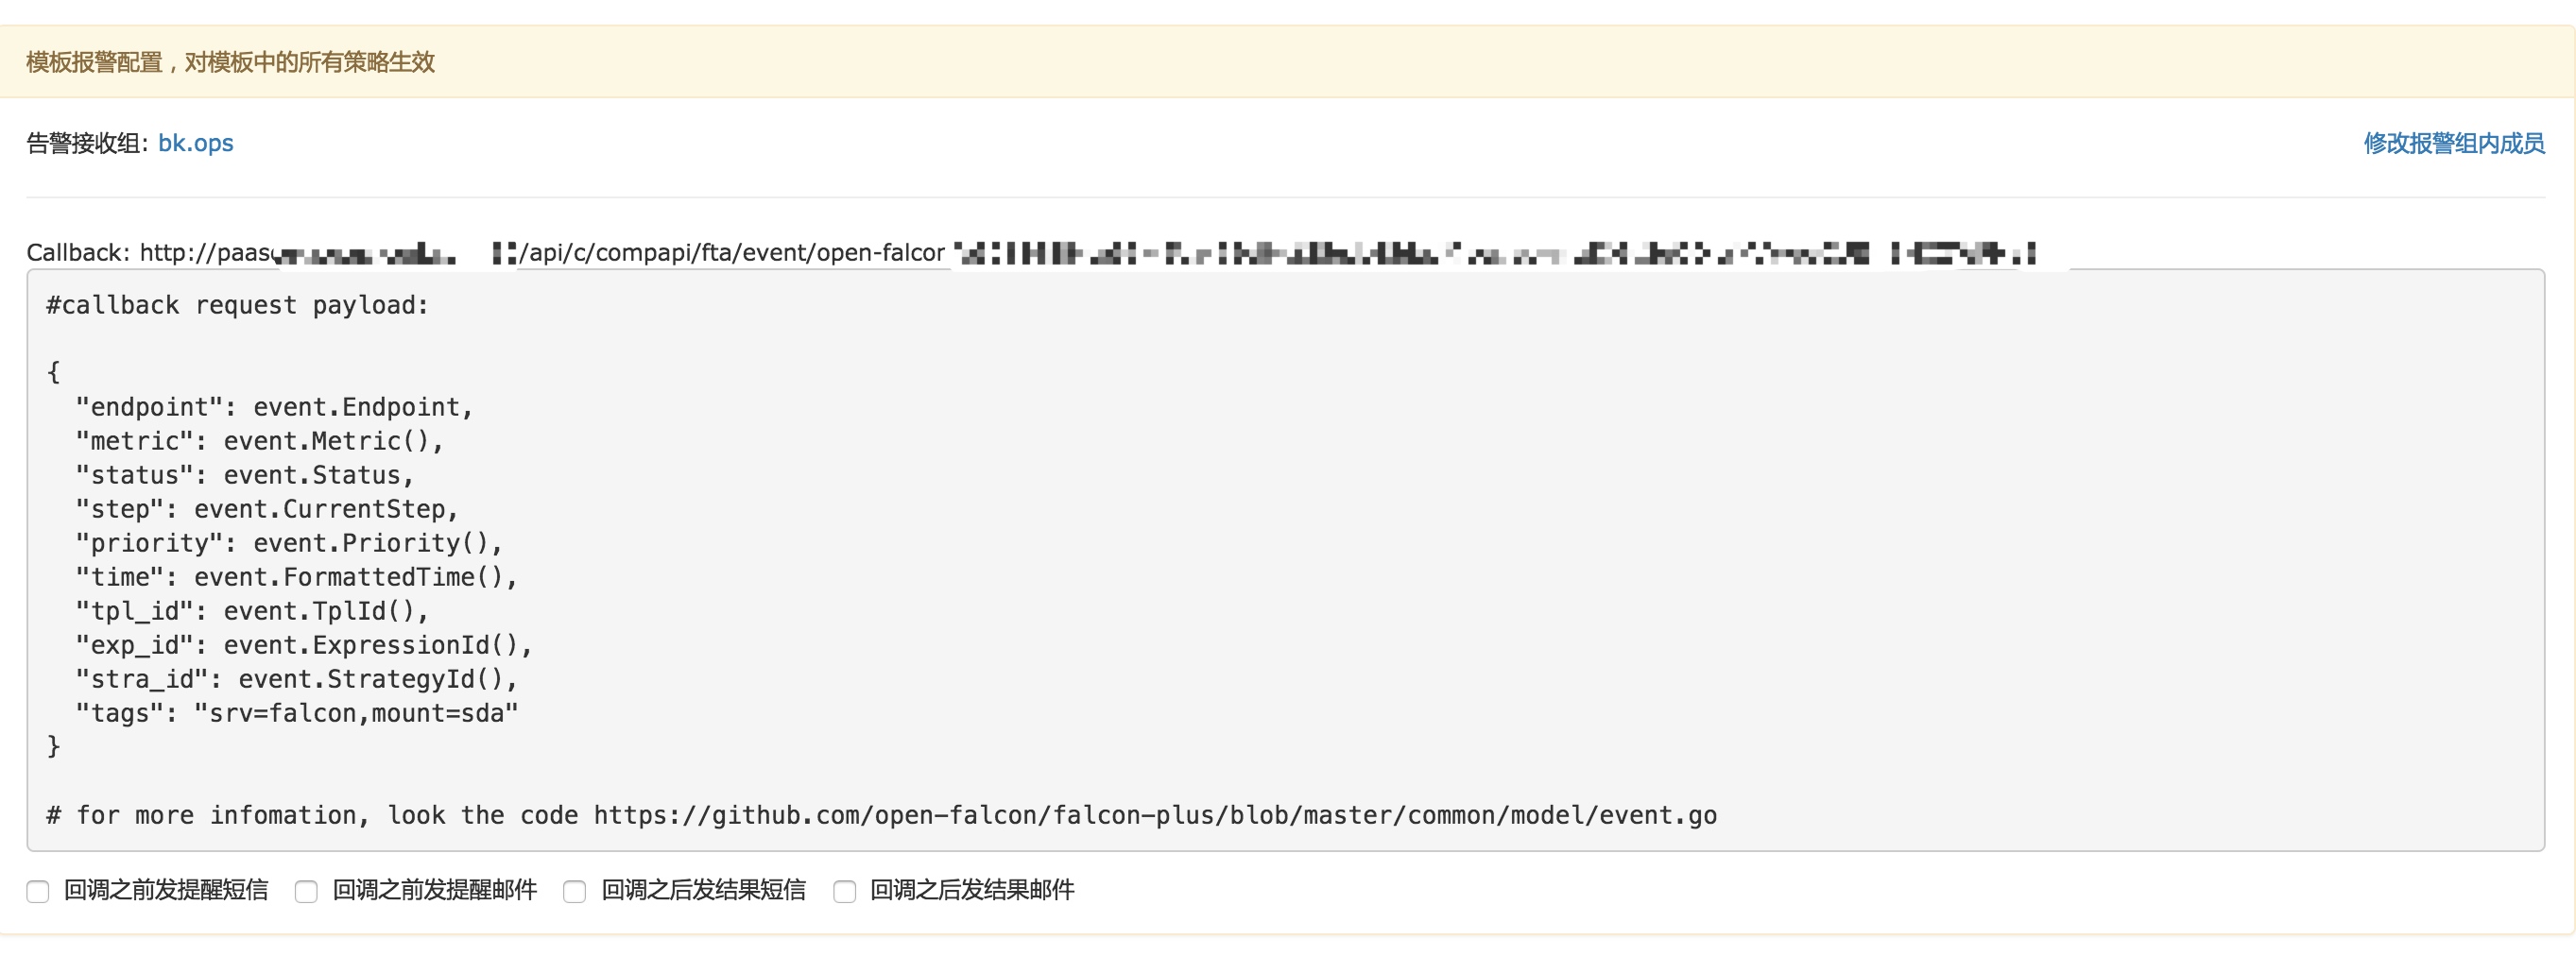 模板报警配置，对模板中的所有策略生效
告警接收组: bk.ops
修改报警组内成员
Callback: http://paas /api/c/compapi/fta/event/open-falcon
#callback request payload:
{
"endpoint": event.Endpoint,
"metric": event.Metric(),
"status": event.Status,
"step": event.CurrentStep,
"priority": event.Priority(),
"time": event.FormattedTime(),
"tpl_id": event.TplId(),
"exp_id": event.ExpressionId(),
"stra_id": event.StrategyId(),
"tags": "srv=falcon,mount=sda"
}
# for more infomation, look the code https://github.com/open-falcon/falcon-plus/blob/master/common/model/event.go
回调之前发提醒短信 回调之前发提醒邮件 回调之后发结果短信 回调之后发结果邮件